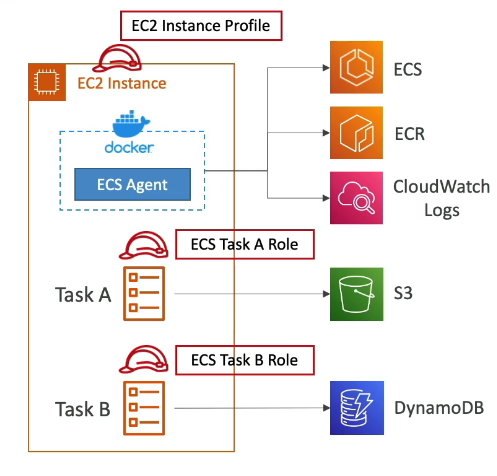 EC2 Instance Profile
EC2 Instance
ECS
docker
ECS Agent
ECR
CloudWatch
Logs
ECS Task A Role
Task A
S3
ECS Task B Role
Task B
DynamoDB